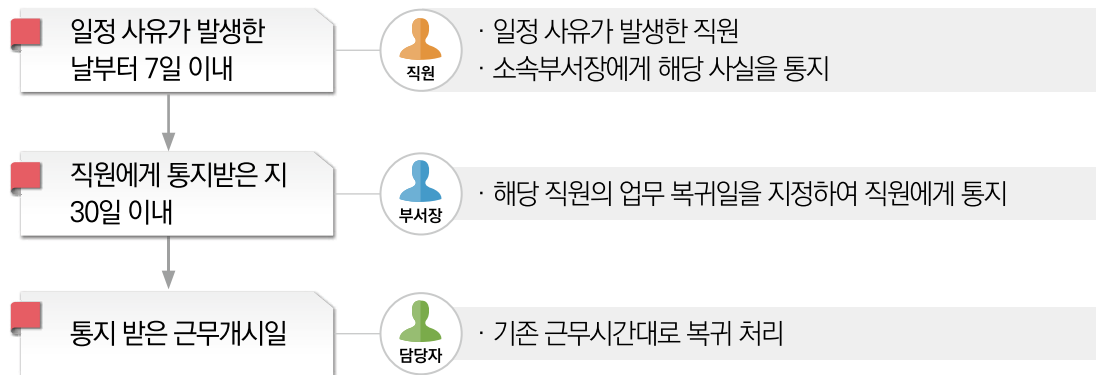 일정 사유가 발생한
날부터 7일 이내
직원
· 일정 사유가 발생한 직원
· 소속부서장에게 해당 사실을 통지
직원에게 통지받은 지
30일 이내
부서장
· 해당 직원의 업무 복귀일을 지정하여 직원에게 통지
통지 받은 근무개시일
담당자
· 기존 근무시간대로 복귀 처리